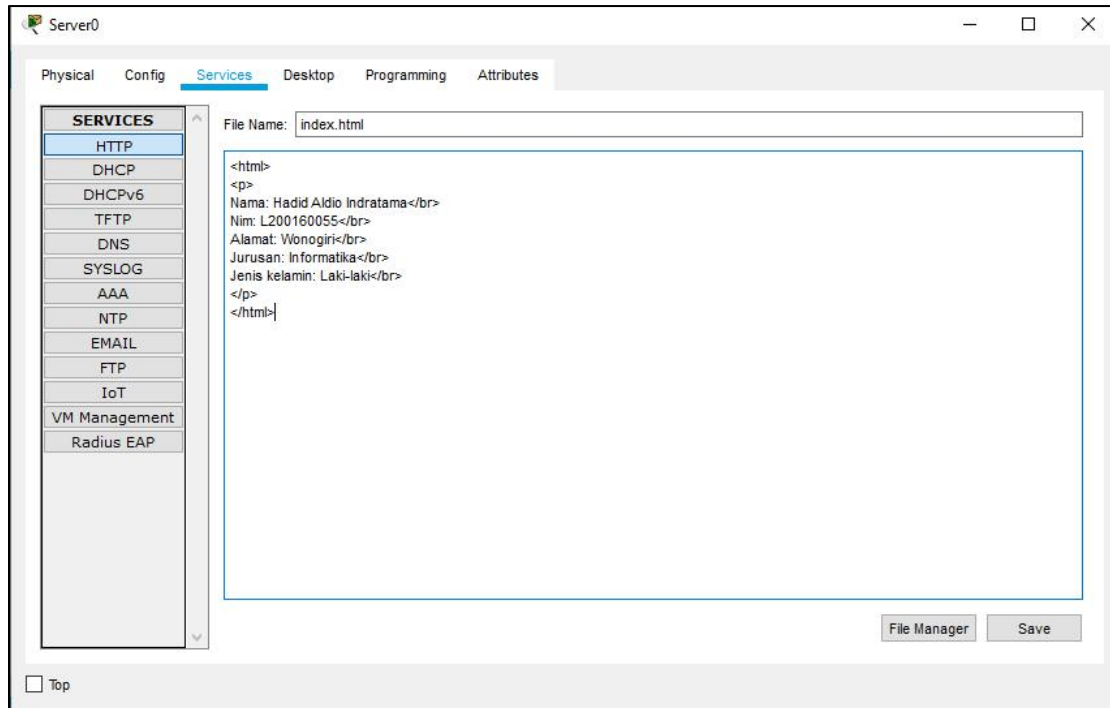 Server0
Physical Config Services Desktop Programming Attributes
SERVICES
HTTP
DHCP
DHCPv6
TFTP
DNS
SYSLOG
AAA
NTP
EMAIL
FTP
IoT
VM Management
Radius EAP
File Name: index.html
<html>
<p>
Nama: Hadid Aldio Indratama</br>
Nim: L200160055</br>
Alamat: Wonogiri</br>
Jurusan: Informatika</br>
Jenis kelamin: Laki-laki</br>
</p>
</html>
File Manager Save
Top